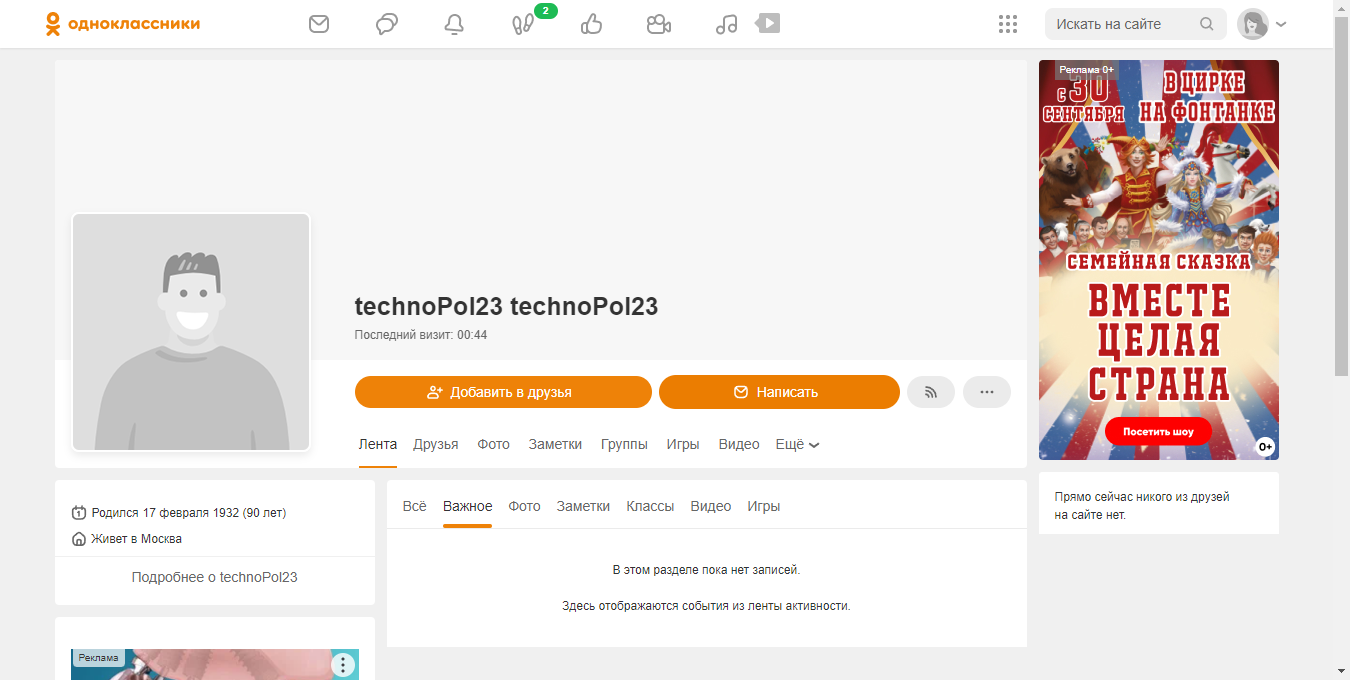 одноклассники
2
Искать на сайте
technoPol23 technoPol23
Последний визит: 00:44
Добавить в друзья
Написать
Лента Друзья Фото Заметки Группы Игры Видео Ещё
1 Родился 17 февраля 1932 (90 лет)
Живет в Москва
Подробнее о technoPol23
Реклама
Всё Важное Фото Заметки Классы Видео Игры
В этом разделе пока нет записей.
Здесь отображаются события из ленты активности.
Реклама 0+
с 30
СЕНТЯБРЯ
В ЦИРКЕ
НА ФОНТАНКЕ
СЕМЕЙНАЯ СКАЗКА
ВМЕСТЕ
ЦЕЛАЯ
СТРАНА
Посетить шоу
0+
Прямо сейчас никого из друзей
на сайте нет.